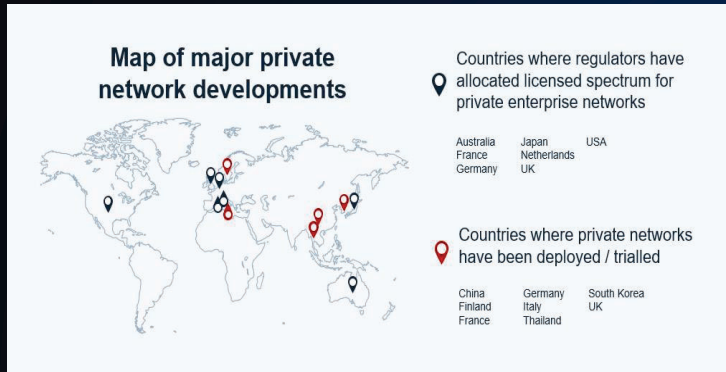 Map of major private
network developments
Countries where regulators have
allocated licensed spectrum for
private enterprise networks
Australia Japan USA
France Netherlands
Germany UK
Countries where private networks
have been deployed / trialled
China Germany South Korea
Finland Italy UK
France Thailand